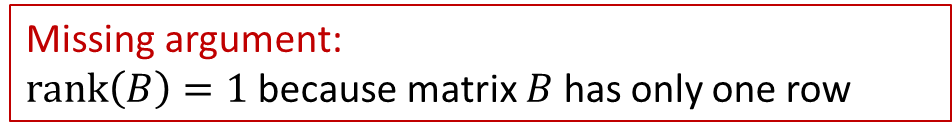 Missing argument:
rank(B) = 1 because matrix B has only one row